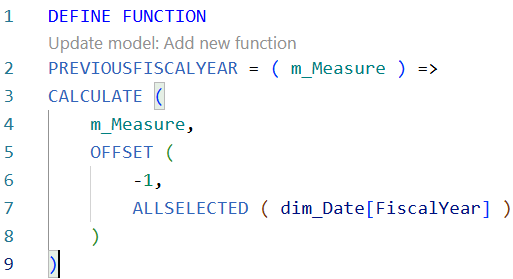 1 DEFINE FUNCTION
Update model: Add new function
2 PREVIOUSFISCALYEAR = ( m_Measure ) =>
3 CALCULATE (
4     m_Measure,
5     OFFSET (
6         -1,
7         ALLSELECTED ( dim_Date[FiscalYear] )
8     )
9 )